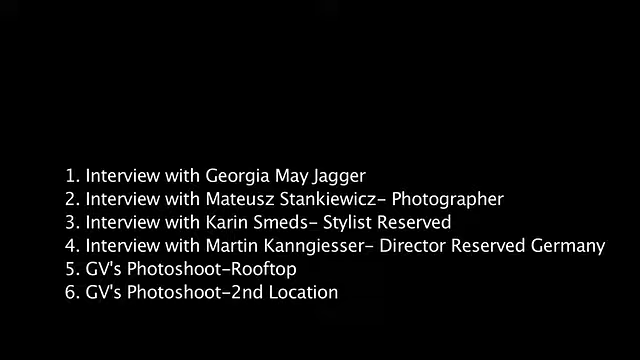 1. Interview with Georgia May Jagger
2. Interview with Mateusz Stankiewicz- Photographer
3. Interview with Karin Smeds- Stylist Reserved
4. Interview with Martin Kanngiesser- Director Reserved Germany
5. GV's Photoshoot-Rooftop
6. GV's Photoshoot-2nd Location